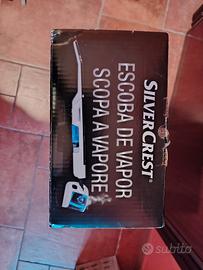 SILVERCREST®
ESCOBA DE VAPOR
SCOPA A VAPORE
subito